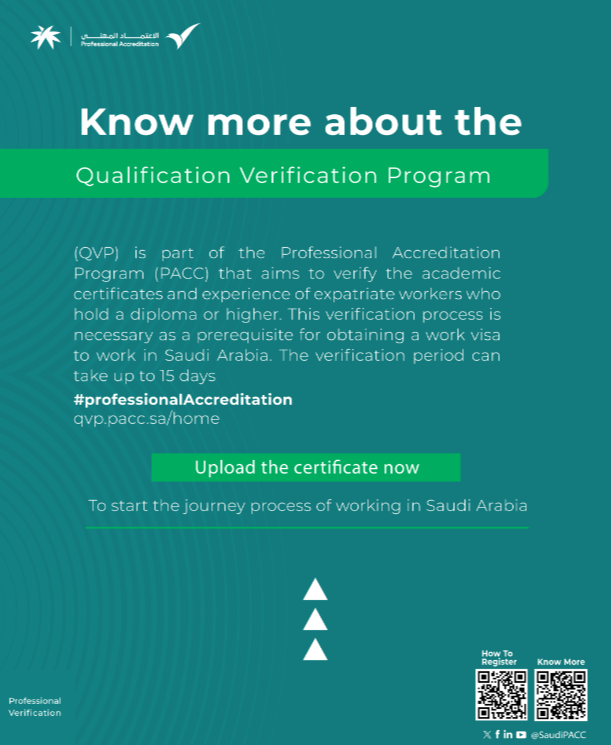 الاعتماد المهني
Professional Accreditation
Know more about the
Qualification Verification Program
(QVP) is part of the Professional Accreditation
Program (PACC) that aims to verify the academic
certificates and experience of expatriate workers who
hold a diploma or higher. This verification process is
necessary as a prerequisite for obtaining a work visa
to work in Saudi Arabia. The verification period can
take up to 15 days
#professionalAccreditation
qvp.pacc.sa/home
Upload the certificate now
To start the journey process of working in Saudi Arabia
How To
Register
Know More
Professional
Verification
@SaudiPACC